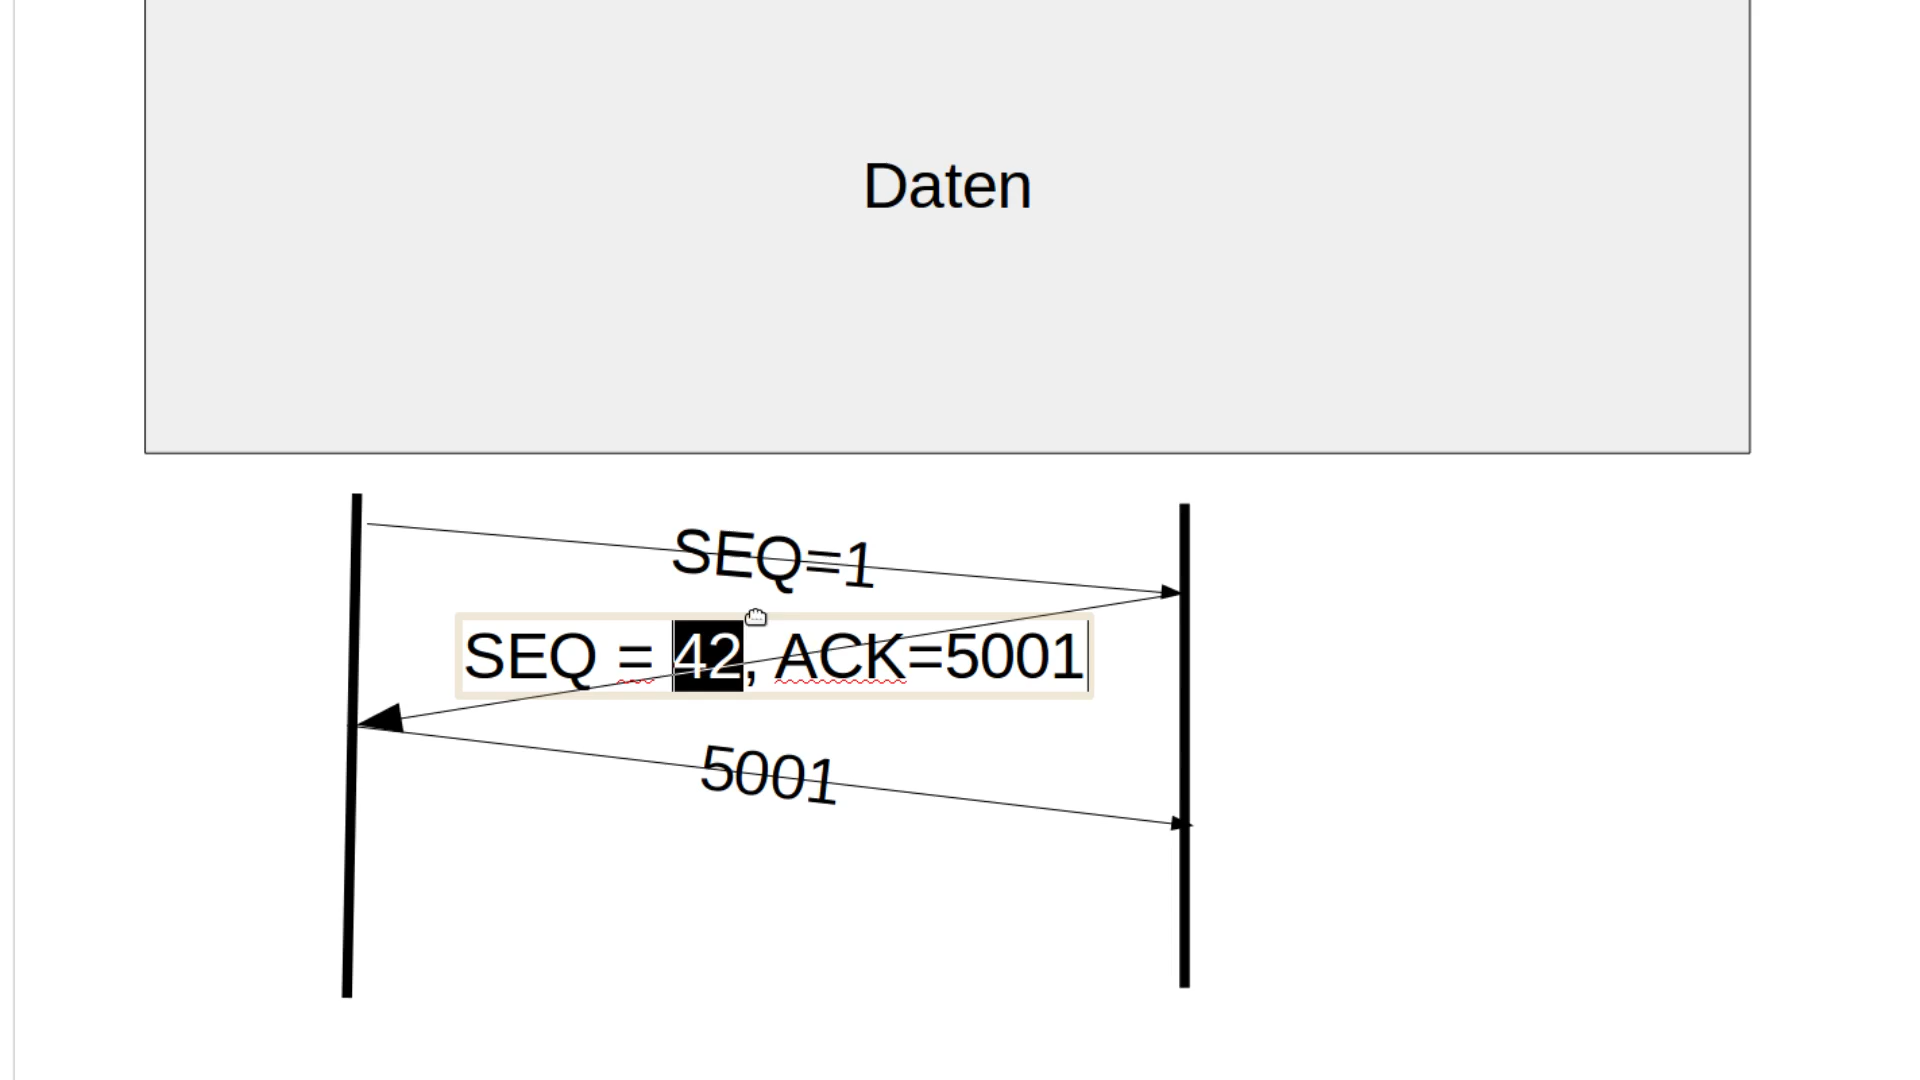 Daten
SEQ=1
SEQ = 42, ACK=5001
5001